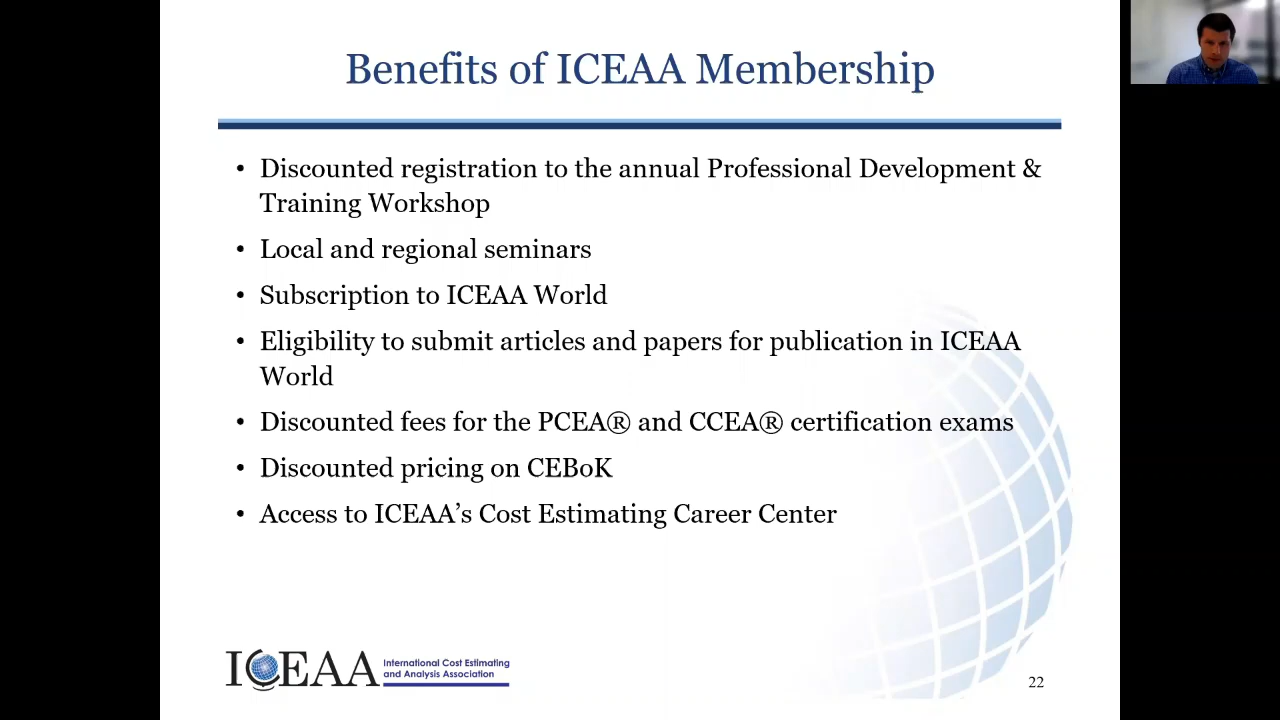 Benefits of ICEAA Membership
• Discounted registration to the annual Professional Development &
Training Workshop
• Local and regional seminars
• Subscription to ICEAA World
• Eligibility to submit articles and papers for publication in ICEAA
World
• Discounted fees for the PCEA® and CCEA® certification exams
• Discounted pricing on CEBoK
• Access to ICEAA’s Cost Estimating Career Center
ICEAA
International Cost Estimating
and Analysis Association
22